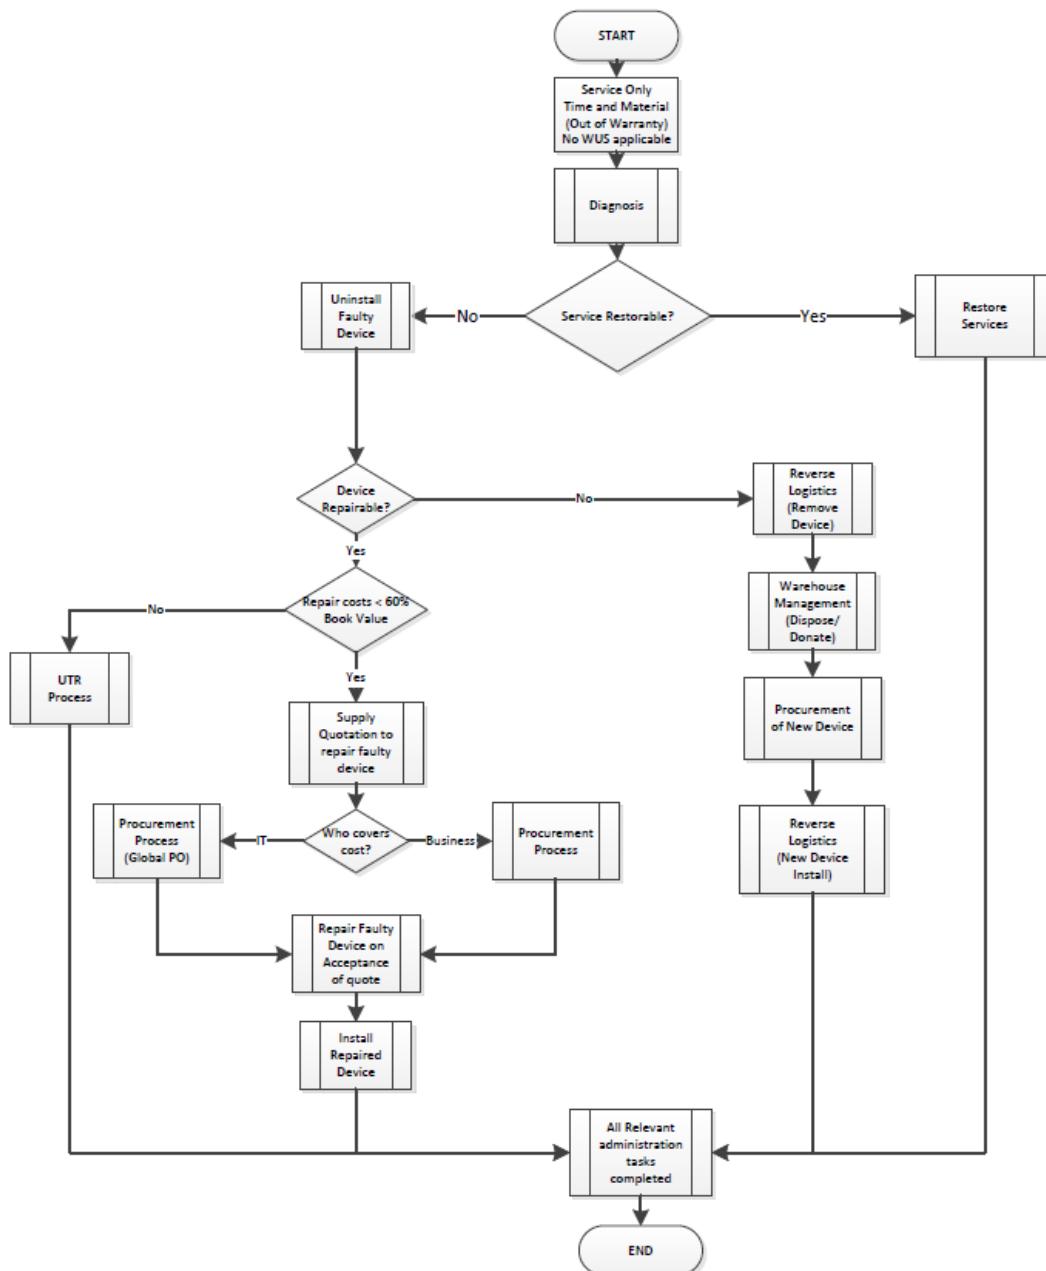 START
Service Only
Time and Material
(Out of Warranty)
No WUS applicable
Diagnosis
Uninstall
Faulty
Device
No
Service Restorable?
Yes
Restore
Services
Device
Repairable?
No
Reverse
Logistics
(Remove
Device)
Yes
Repair costs < 60%
Book Value
No
Warehouse
Management
(Dispose/
Donate)
UTR
Process
Yes
Supply
Quotation to
repair faulty
device
Procurement
of New Device
Procurement
Process
(Global PO)
IT
Who covers
cost?
Business
Procurement
Process
Reverse
Logistics
(New Device
Install)
Repair Faulty
Device on
Acceptance
of quote
Install
Repaired
Device
All Relevant
administration
tasks
completed
END